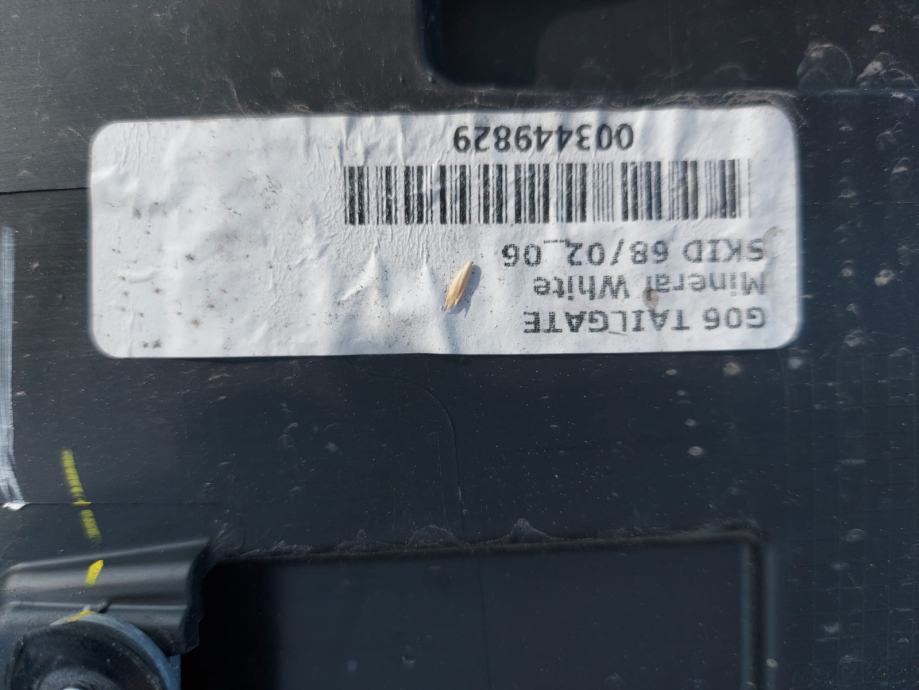 G06 TAILGATE
Mineral White
SKID 68/02_06
003449829